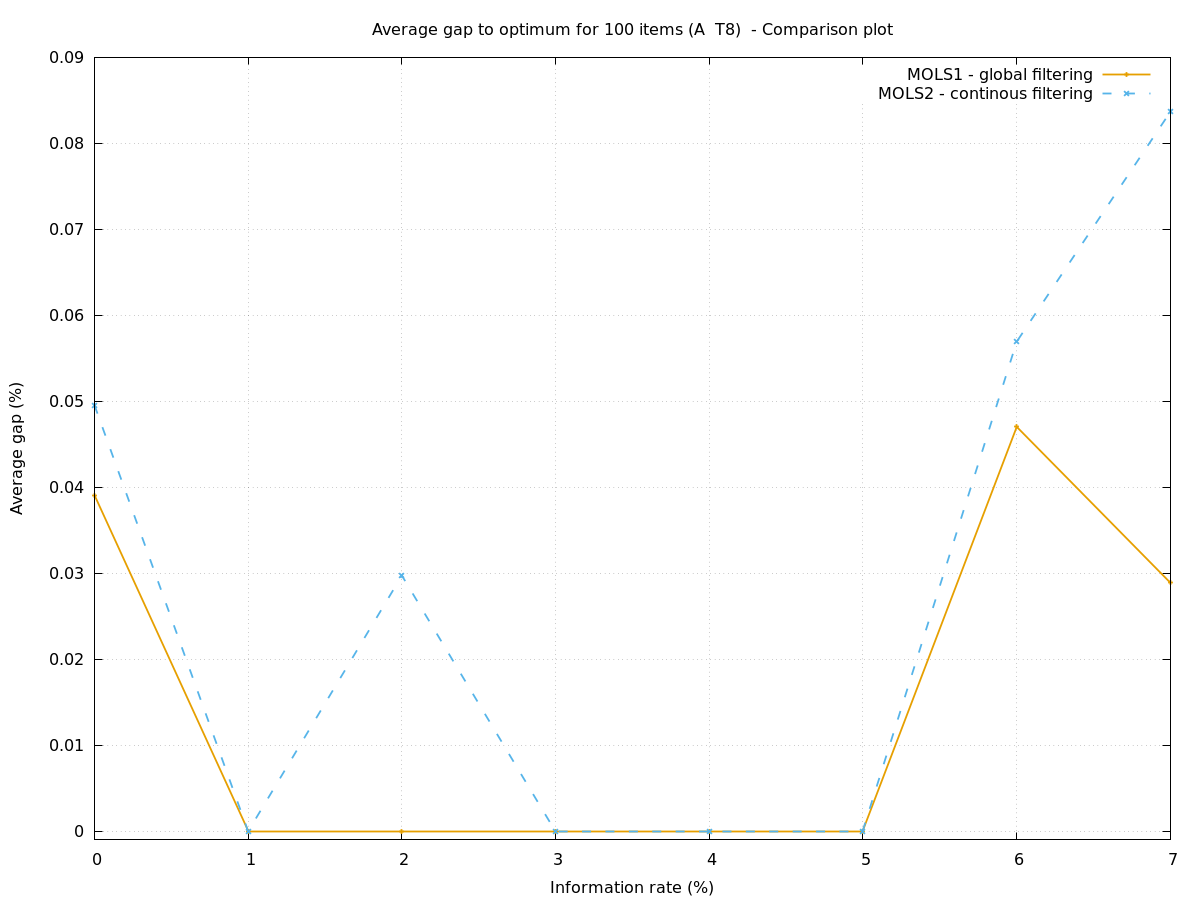 Average gap to optimum for 100 items (A  T8)  - Comparison plot
MOLS1 - global filtering
MOLS2 - continous filtering
0.09
0.08
0.07
0.06
0.05
0.04
0.03
0.02
0.01
0
Average gap (%)
0 1 2 3 4 5 6 7
Information rate (%)